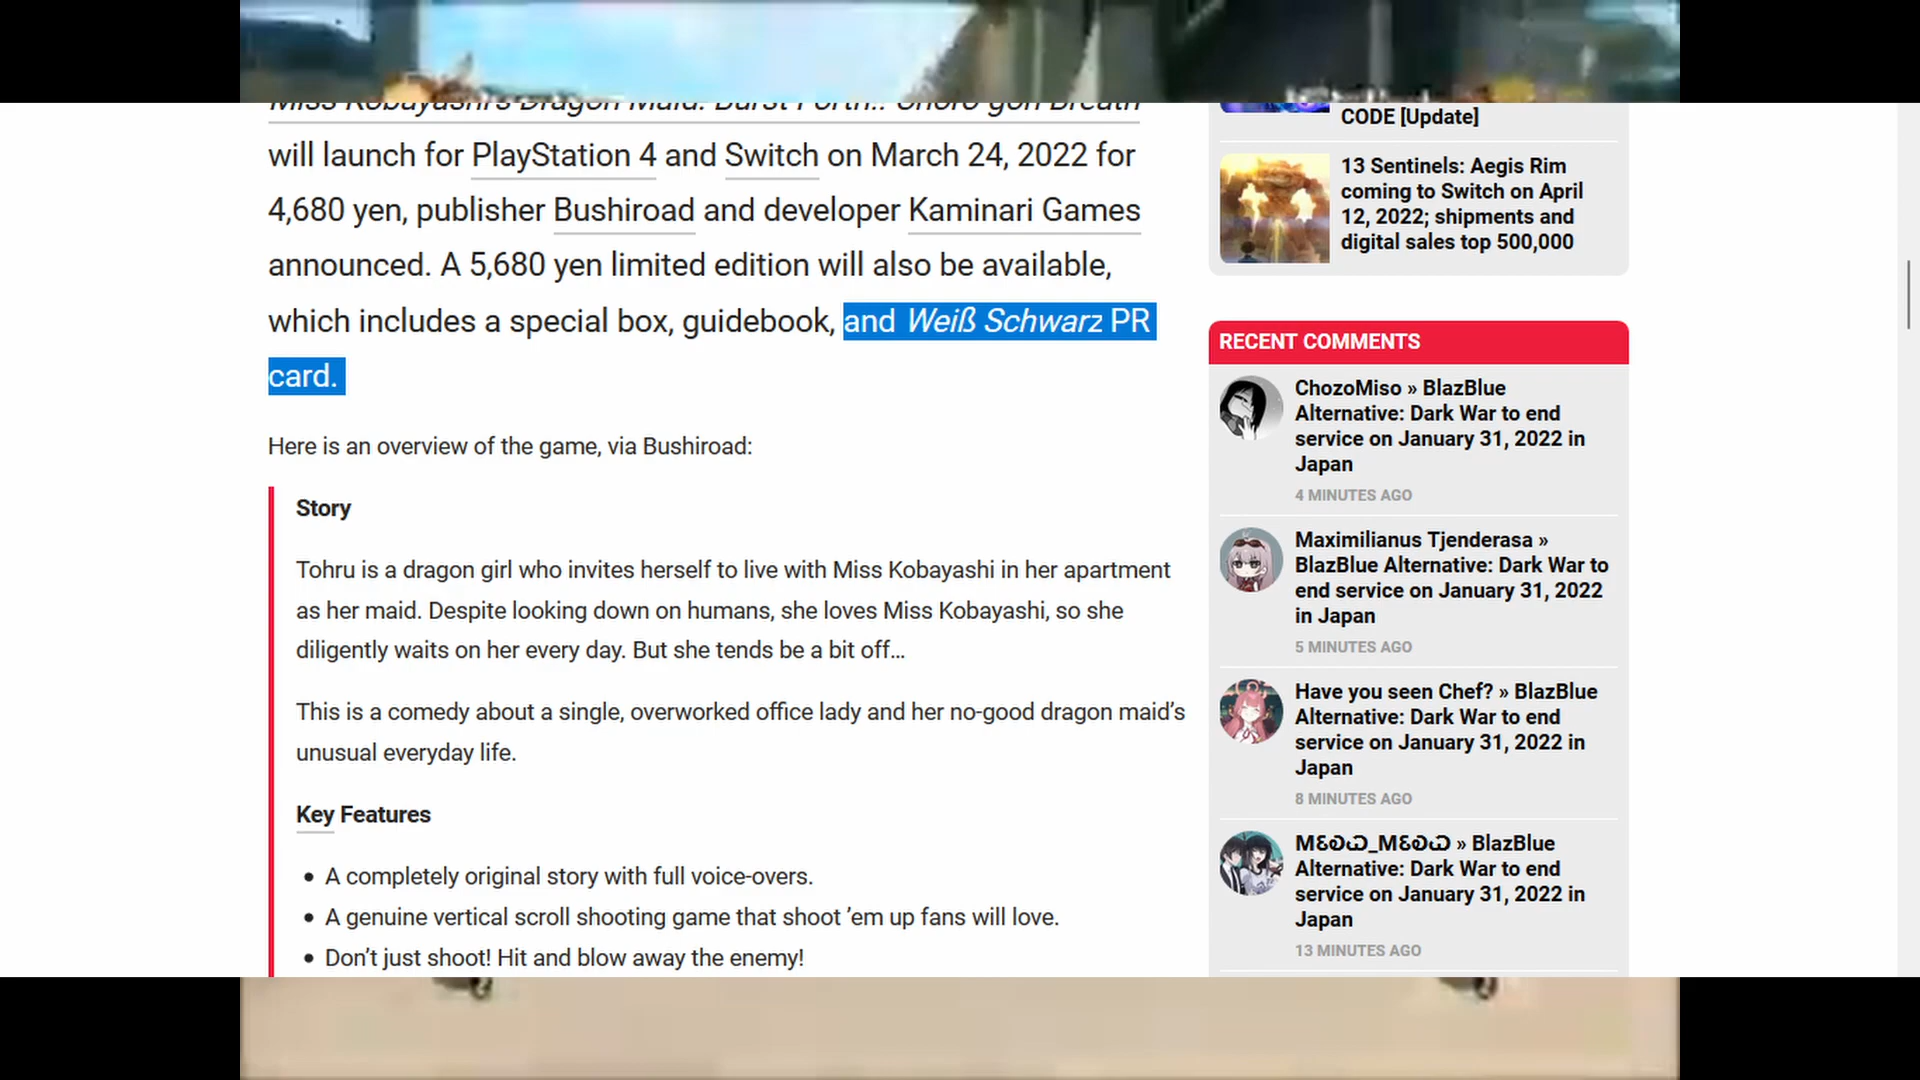 Miss Kobayashi's Dragon Maid: Burst Forth!! Choro-gon Breath
will launch for PlayStation 4 and Switch on March 24, 2022 for
4,680 yen, publisher Bushiroad and developer Kaminari Games
announced. A 5,680 yen limited edition will also be available,
which includes a special box, guidebook, and Weiß Schwarz PR
card.
Here is an overview of the game, via Bushiroad:
Story
Tohru is a dragon girl who invites herself to live with Miss Kobayashi in her apartment
as her maid. Despite looking down on humans, she loves Miss Kobayashi, so she
diligently waits on her every day. But she tends be a bit off…
This is a comedy about a single, overworked office lady and her no-good dragon maid’s
unusual everyday life.
Key Features
• A completely original story with full voice-overs.
• A genuine vertical scroll shooting game that shoot ’em up fans will love.
• Don’t just shoot! Hit and blow away the enemy!
CODE [Update]
13 Sentinels: Aegis Rim
coming to Switch on April
12, 2022; shipments and
digital sales top 500,000
RECENT COMMENTS
ChozoMiso » BlazBlue
Alternative: Dark War to end
service on January 31, 2022 in
Japan
4 MINUTES AGO
Maximilianus Tjenderasa »
BlazBlue Alternative: Dark War to
end service on January 31, 2022
in Japan
5 MINUTES AGO
Have you seen Chef? » BlazBlue
Alternative: Dark War to end
service on January 31, 2022 in
Japan
8 MINUTES AGO
» BlazBlue
Alternative: Dark War to end
service on January 31, 2022 in
Japan
13 MINUTES AGO